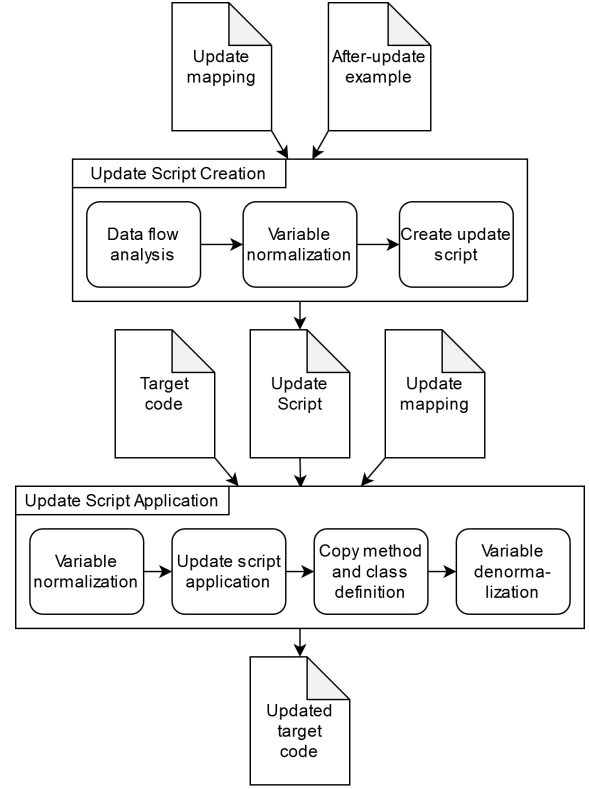 Update
mapping
After-update
example
Update Script Creation
Data flow
analysis
Variable
normalization
Create update
script
Target
code
Update
Script
Update
mapping
Update Script Application
Variable
normalization
Update script
application
Copy method
and class
definition
Variable
denorma-
lization
Updated
target
code